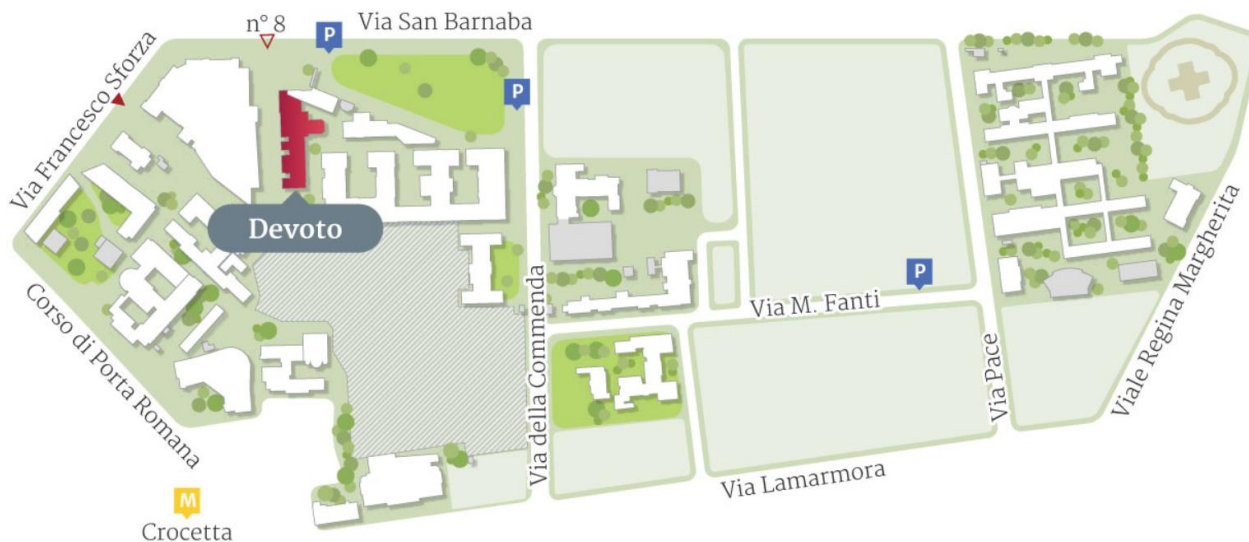 n° 8
Via San Barnaba
P
P
Via Francesco Sforza
Devoto
Corso di Porta Romana
Via della Commenda
Via M. Fanti
P
Via Pace
Viale Regina Margherita
Via Lamarmora
M
Crocetta